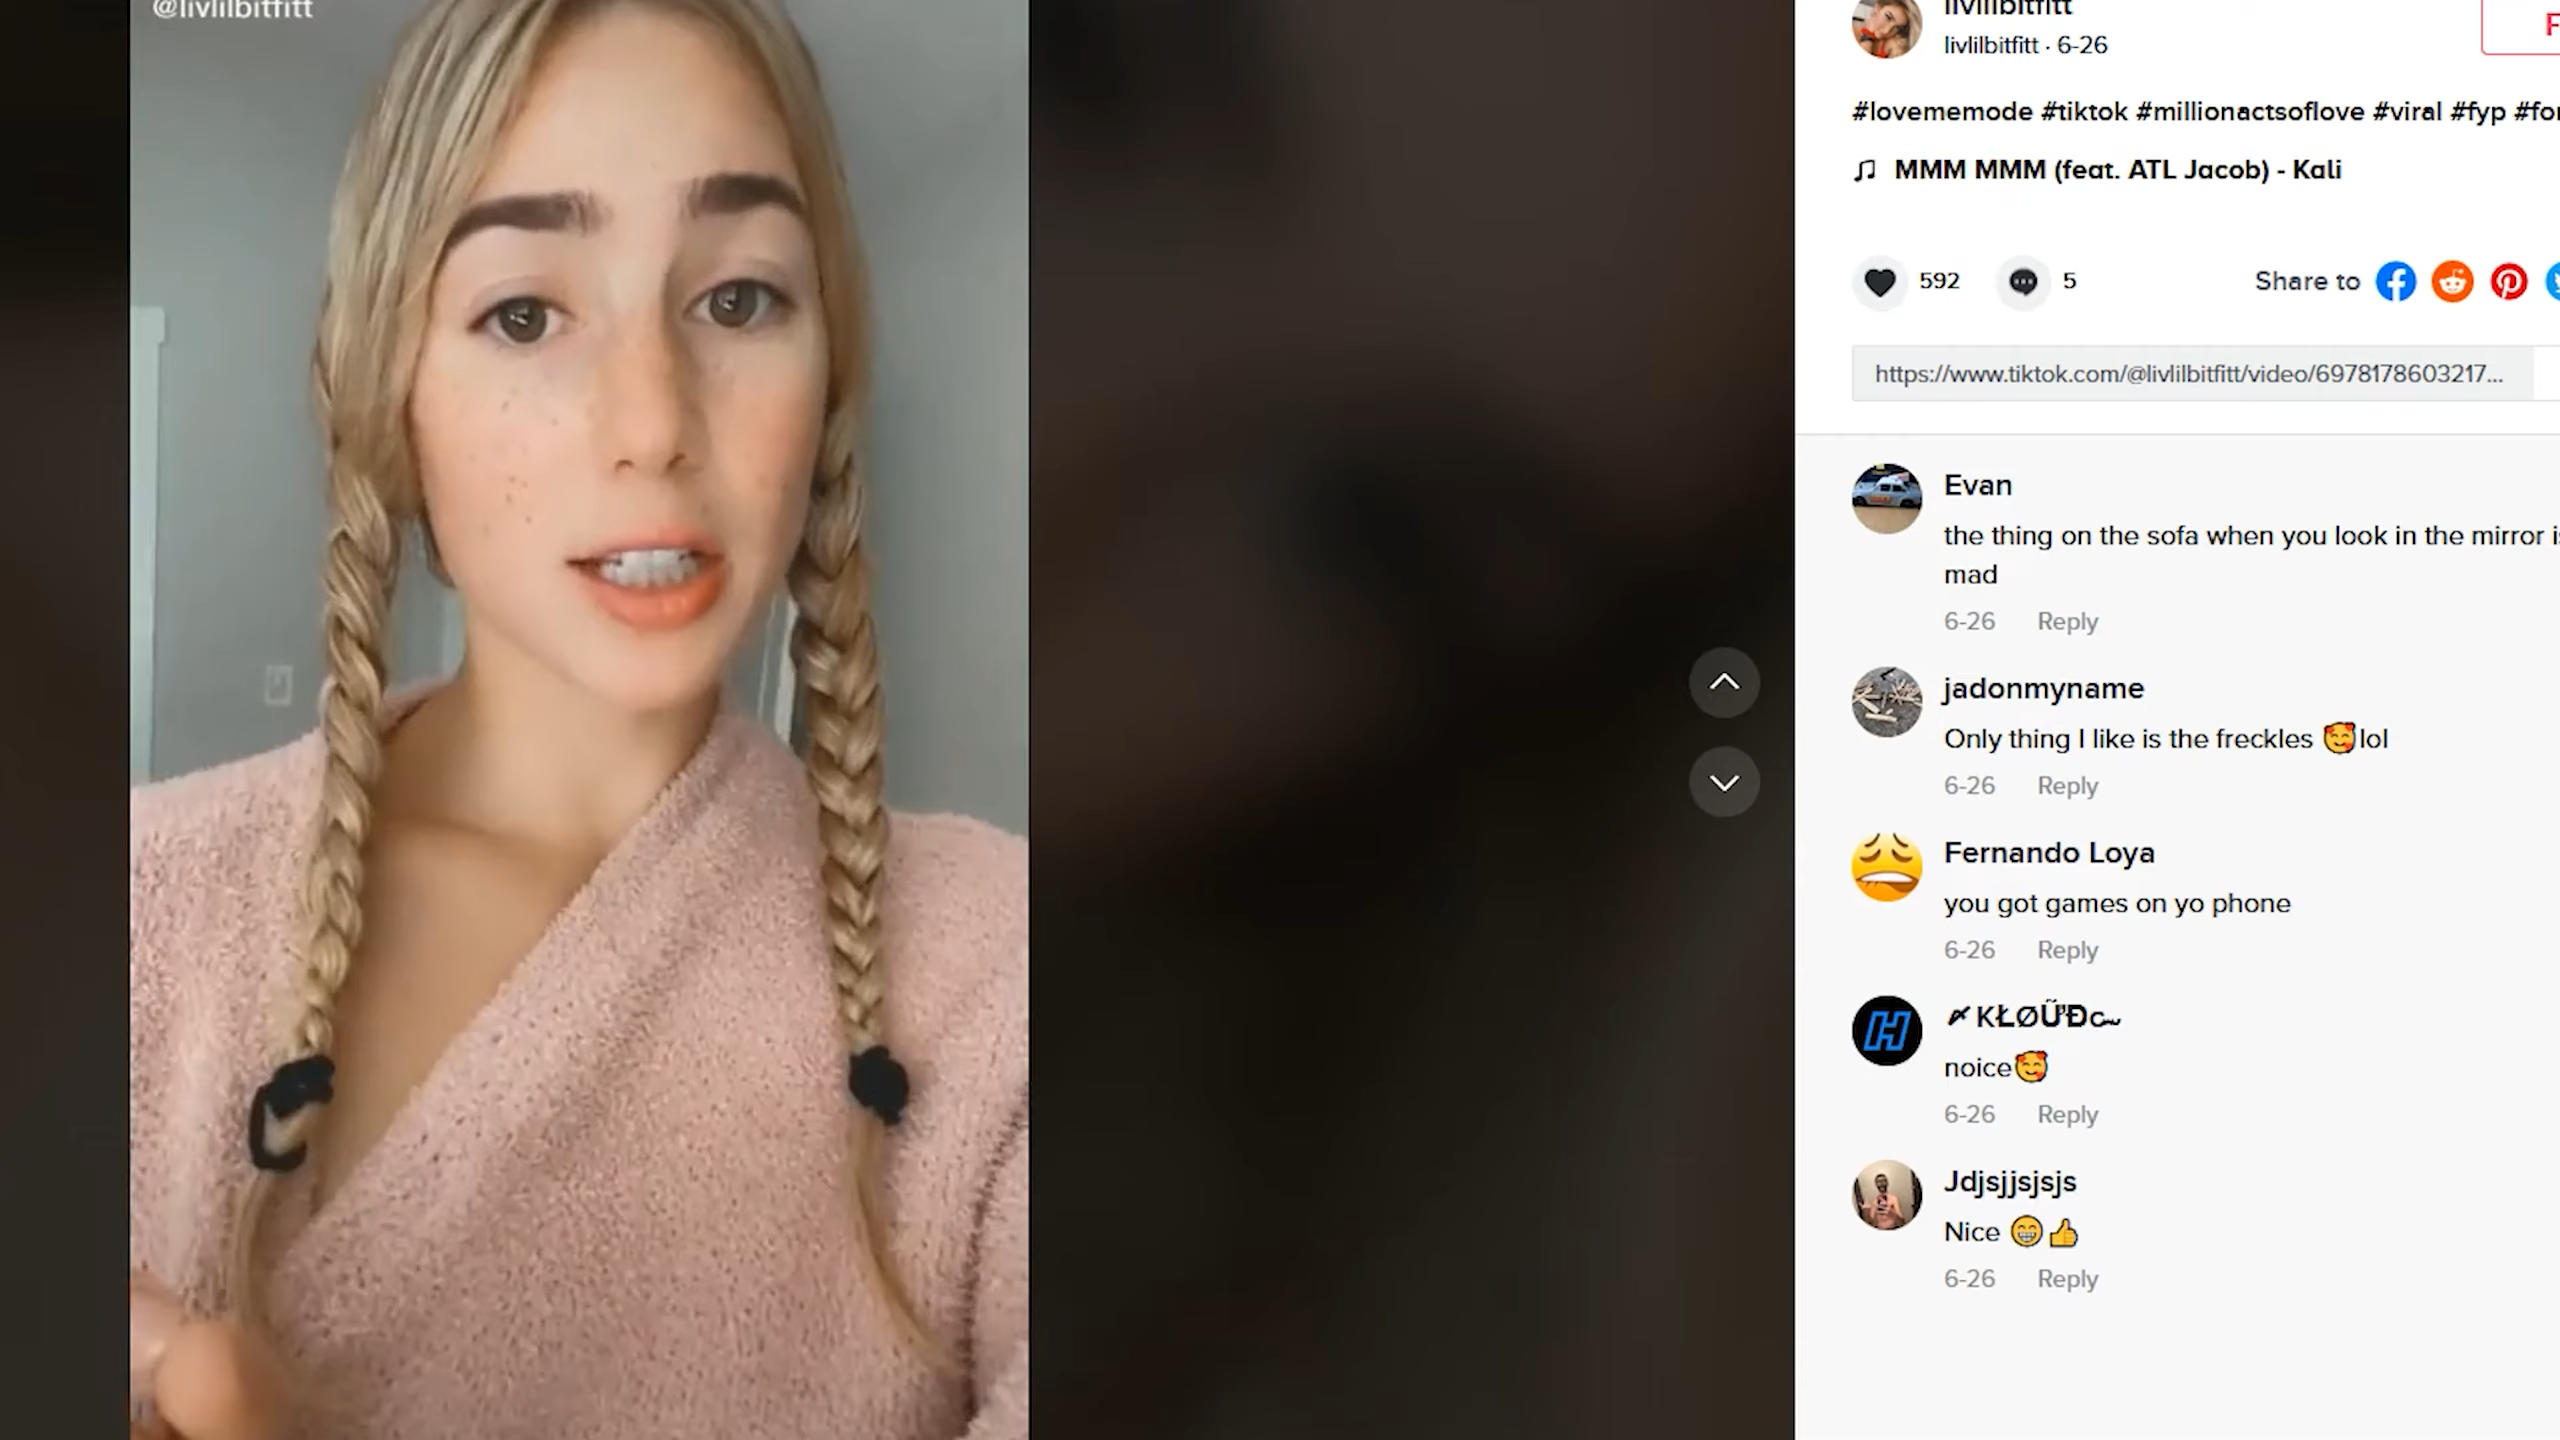 @livlilbitfitt
livlilbitfitt
livlilbitfitt · 6-26
F
#lovememode #tiktok #millionactsoflove #viral #fyp #for
♫ MMM MMM (feat. ATL Jacob) - Kali
592
5
Share to
https://www.tiktok.com/@livlilbitfitt/video/6978178603217...
Evan
the thing on the sofa when you look in the mirror is
mad
6-26 Reply
jadonmyname
Only thing I like is the freckles 🥰lol
6-26 Reply
Fernando Loya
you got games on yo phone
6-26 Reply
KŁØŨĐ
noice🥰
6-26 Reply
Jdjsjjsjsjs
Nice 😁👍
6-26 Reply